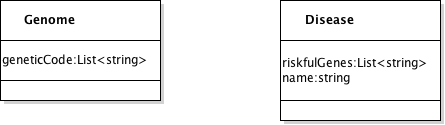 Genome
geneticCode:List<string>
Disease
riskfulGenes:List<string>
name:string